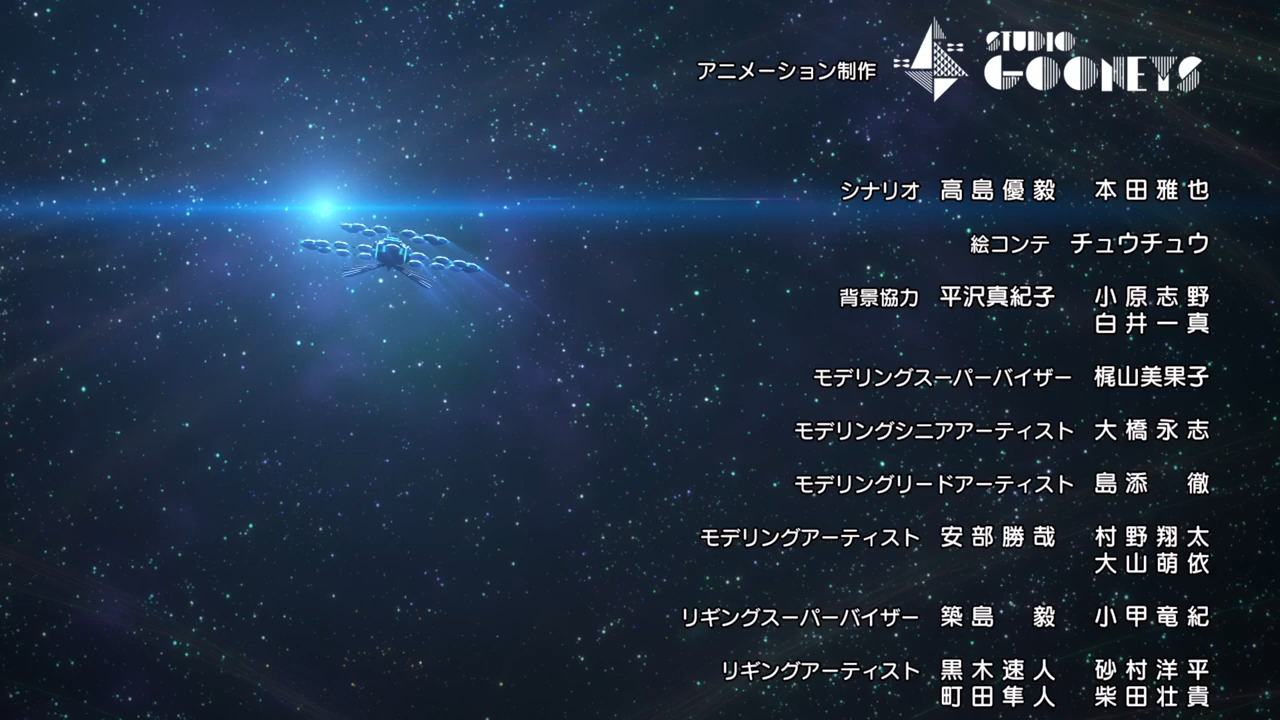 アニメーション制作 STUDIO GOONEYS
シナリオ 高島優毅 本田雅也
絵コンテ チュウチュウ
背景協力 平沢真紀子 小原志野
白井一真
モデリングスーパーバイザー 梶山美果子
モデリングシニアアーティスト 大橋永志
モデリングリードアーティスト 島添 徹
モデリングアーティスト 安部勝哉 村野翔太
大山萌依
リギングスーパーバイザー 築島 毅 小甲竜紀
リギングアーティスト 黒木速人 砂村洋平
町田隼人 柴田壮貴